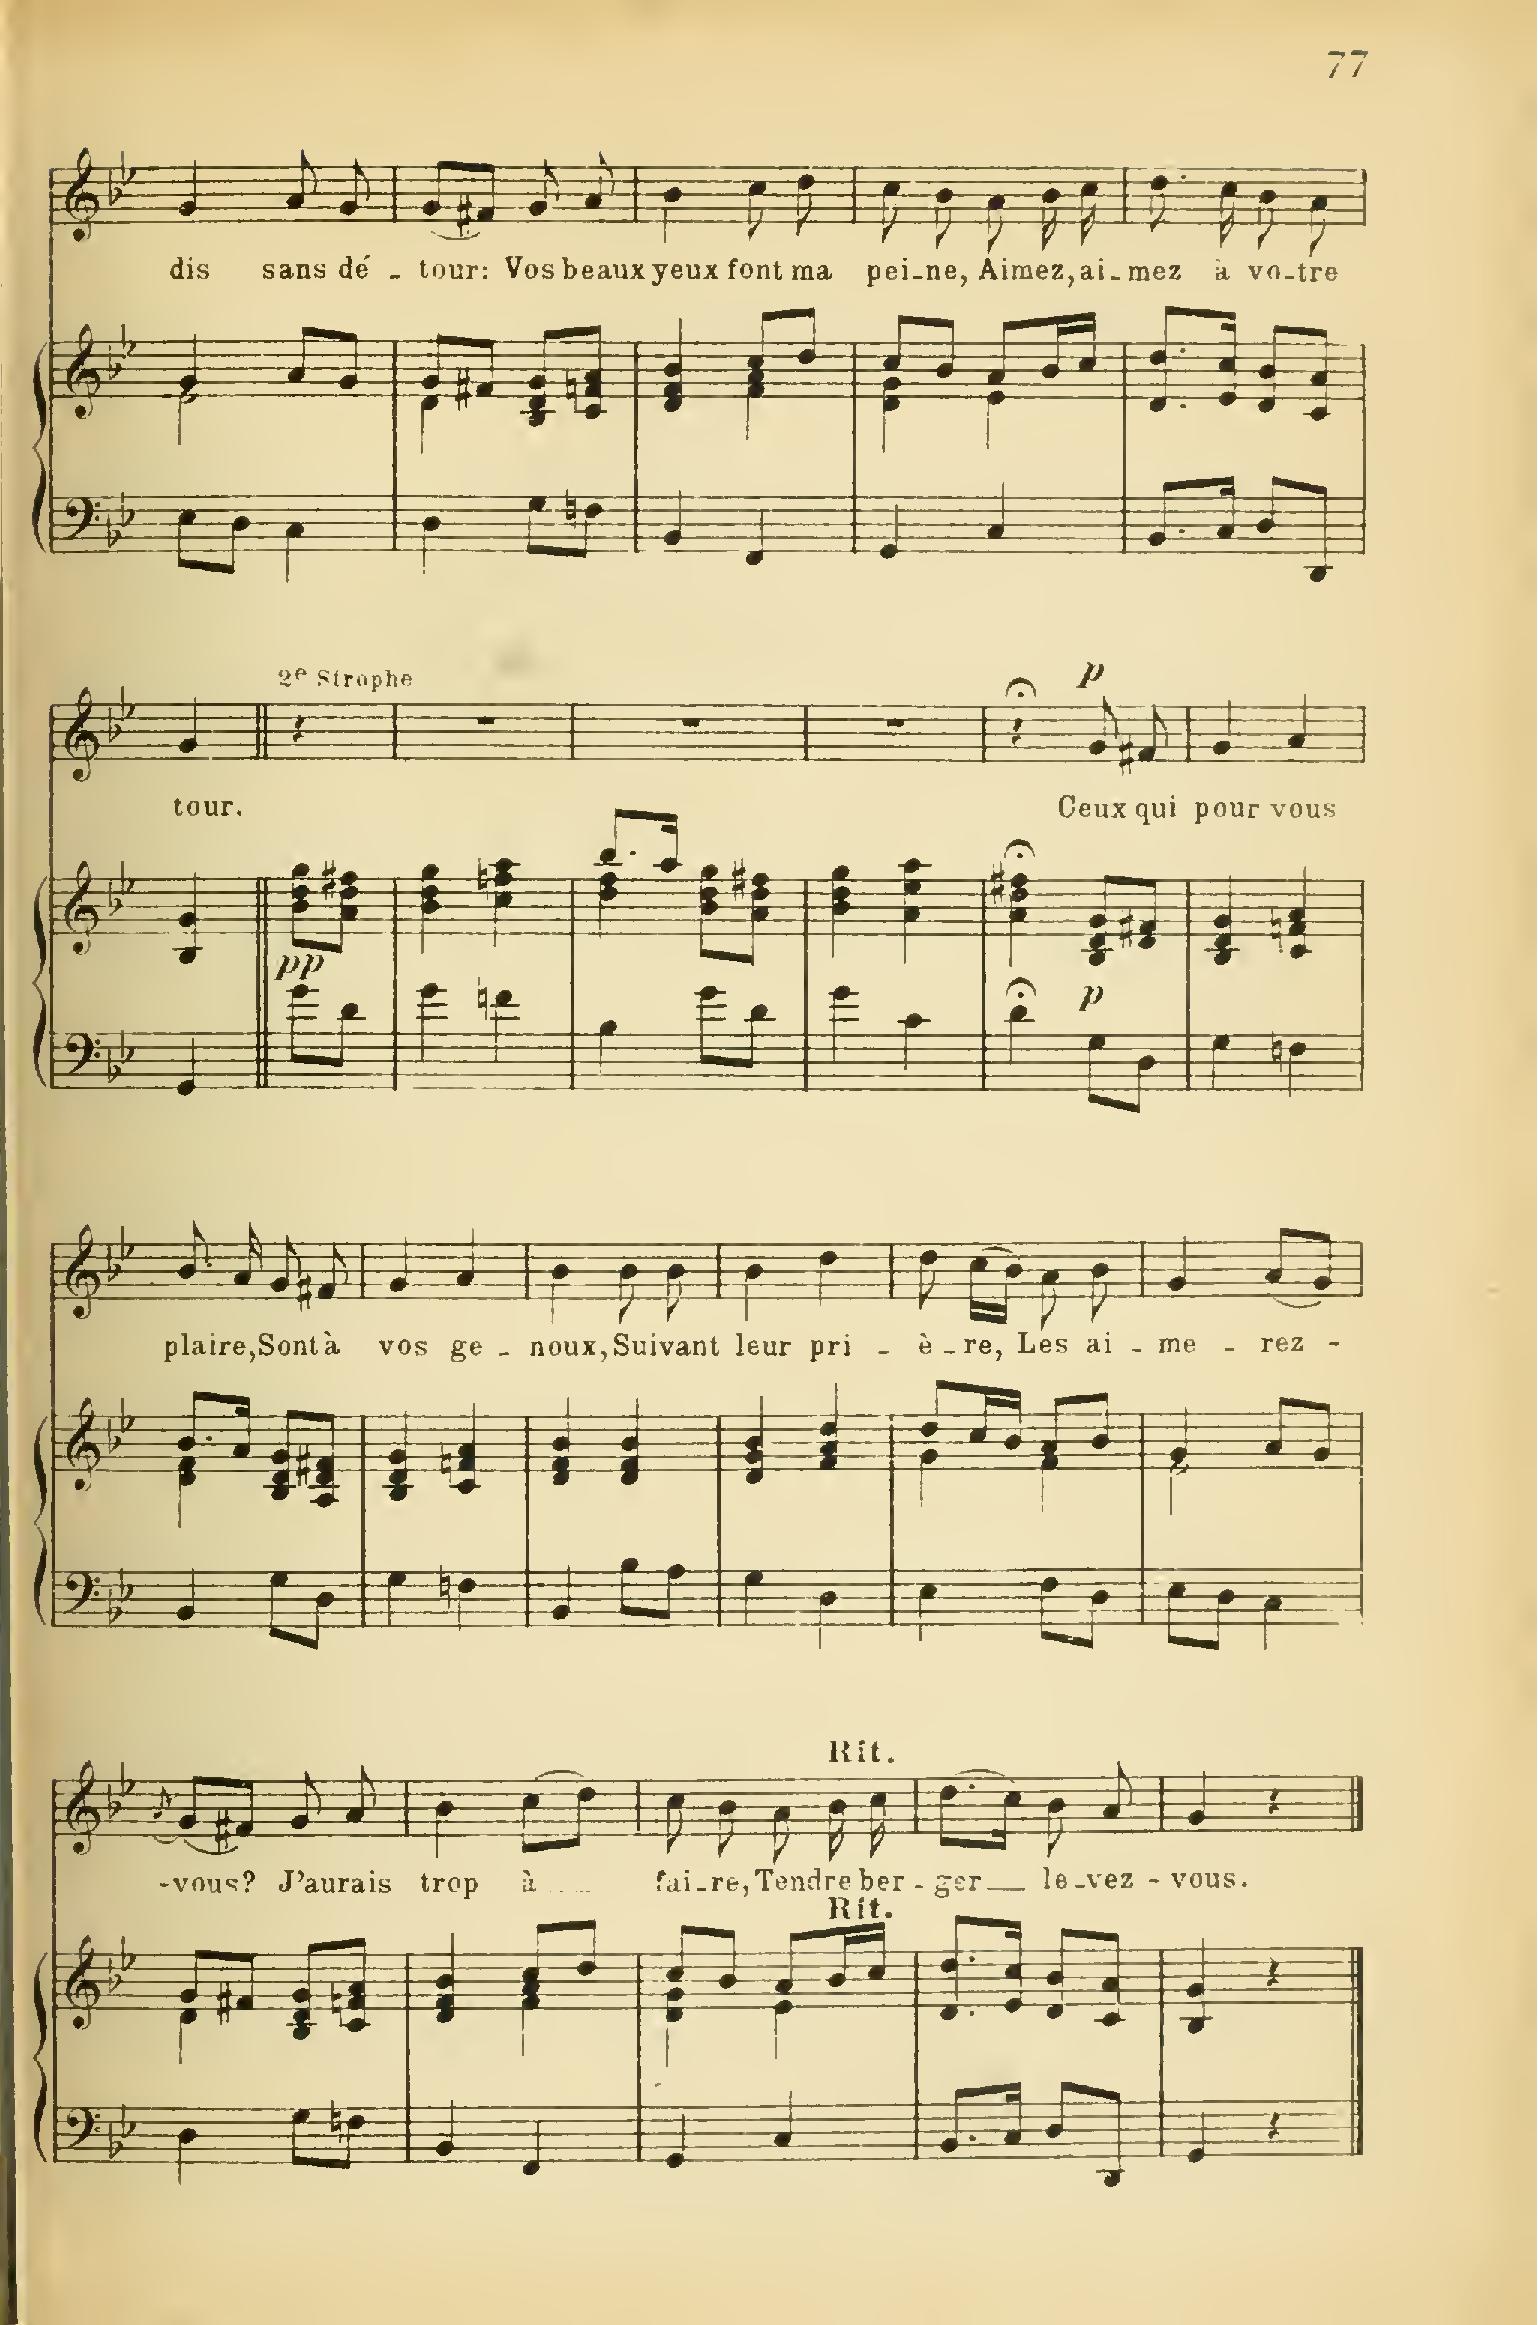 77
dis sans dé - tour: Vos beaux yeux font ma pei-ne, Aimez, ai-mez à vo-tre
2e Strophe
p
tour. Ceux qui pour vous
pp
p
plaire, Sont à vos ge - noux, Suivant leur pri - è-re, Les ai - me - rez -
Rit.
-vous? J'aurais trop à fai-re, Tendre ber - ger le-vez - vous.
Rit.